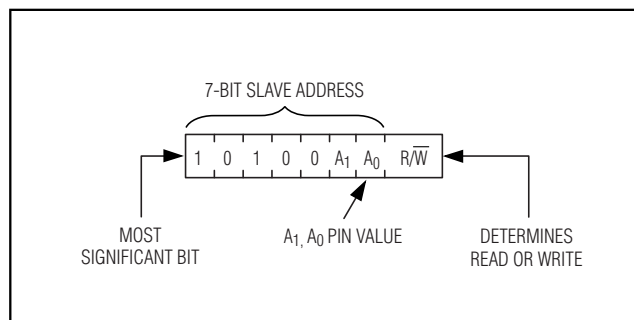 7-BIT SLAVE ADDRESS
1 0 1 0 0 A₁ A₀ R/W̅
MOST
SIGNIFICANT BIT
A₁, A₀ PIN VALUE
DETERMINES
READ OR WRITE